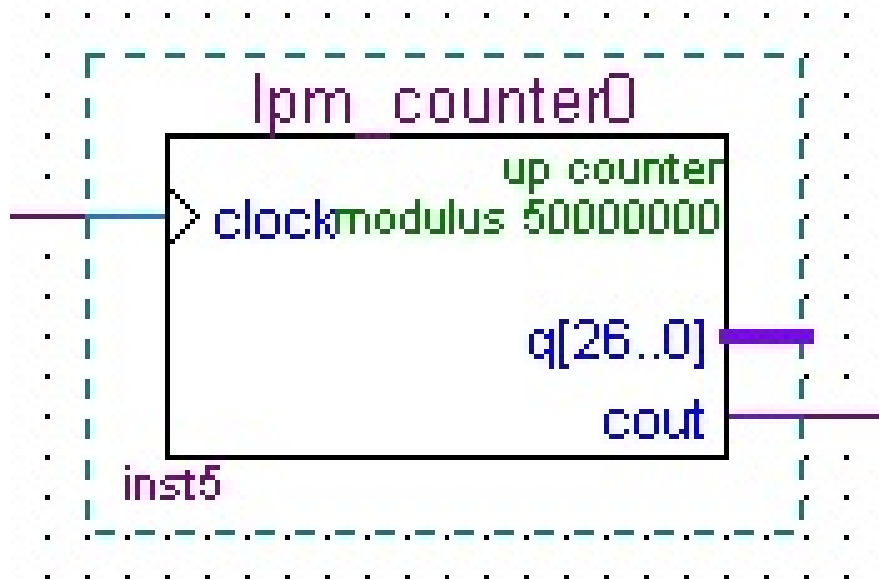 lpm_counter0
up counter
clock modulus 50000000
q[26..0]
cout
inst5